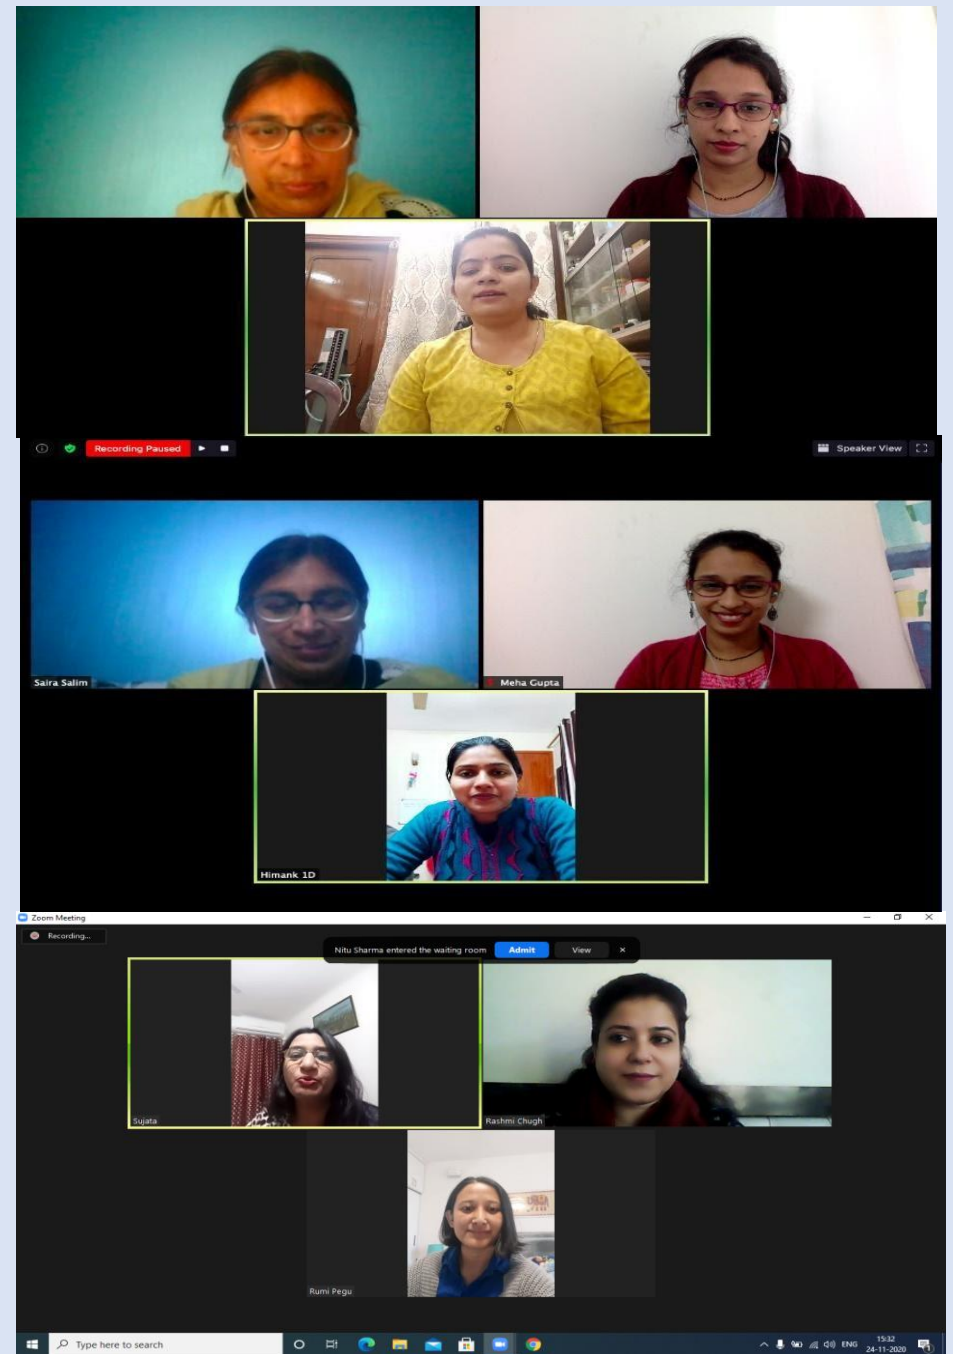 Recording Paused
Speaker View
Saira Salim
Meha Gupta
Himank 1D
Zoom Meeting
Recording...
Nitu Sharma entered the waiting room Admit View
Sujata
Rashmi Chugh
Rumi Pegu
Type here to search
ENG
15:32
24-11-2020